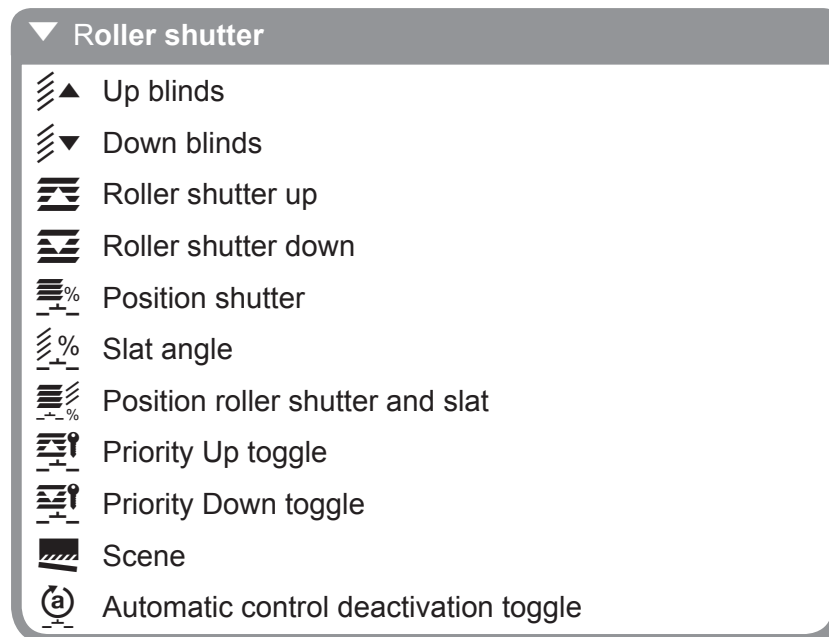 Roller shutter
Up blinds
Down blinds
Roller shutter up
Roller shutter down
% Position shutter
% Slat angle
% Position roller shutter and slat
Priority Up toggle
Priority Down toggle
Scene
a Automatic control deactivation toggle